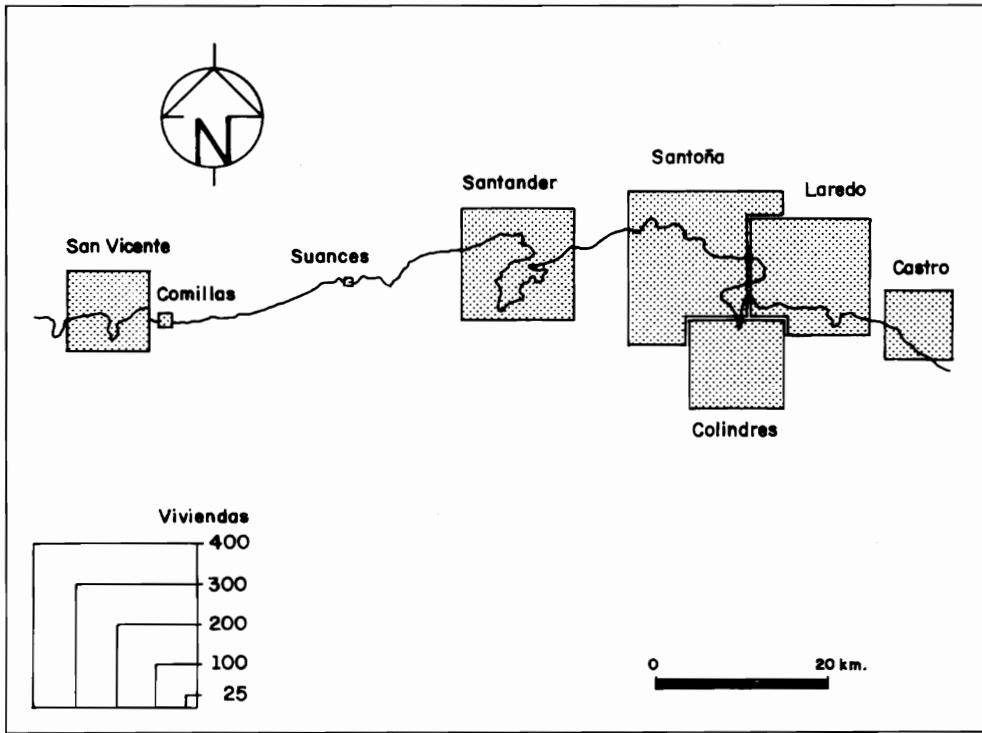 N
Santoña
Santander
Laredo
San Vicente
Suances
Castro
Comillas
Colindres
Viviendas
400
300
200
100
25
0 20 km.